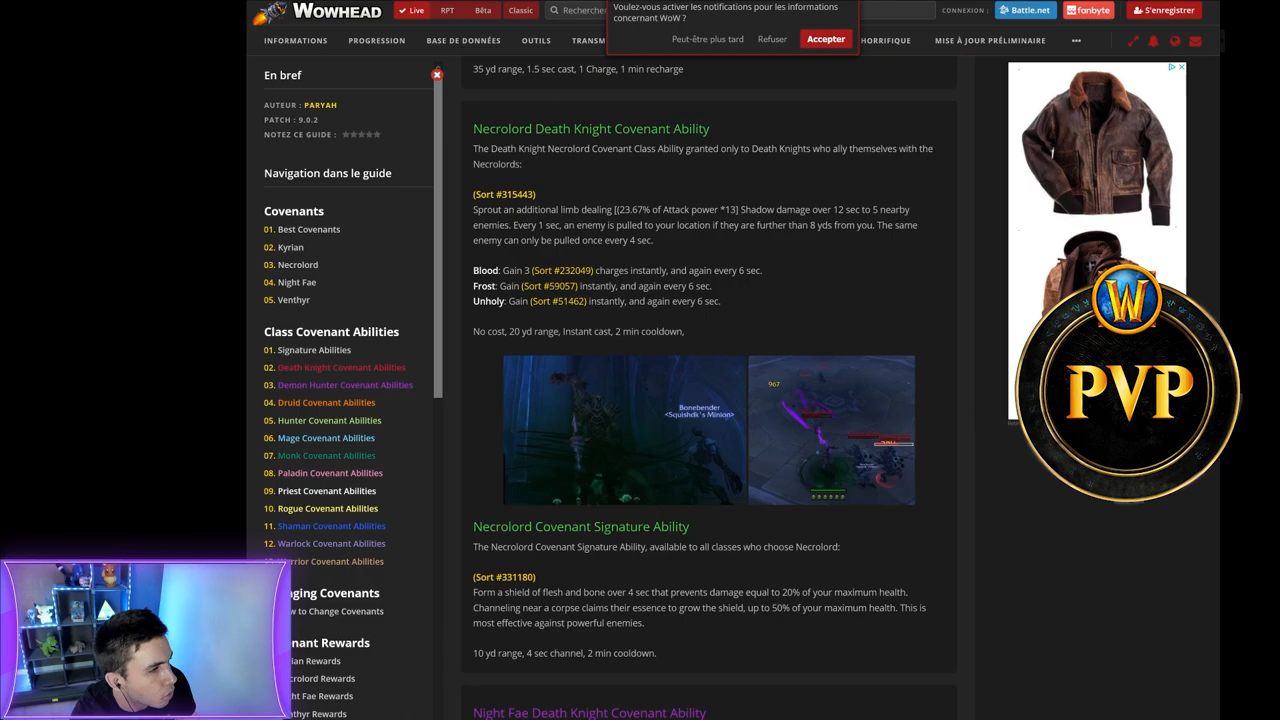 WOWHEAD
Live
RPT
Bêta
Classic
Voulez-vous activer les notifications pour les informations
concernant WoW ?
Peut-être plus tard
Refuser
Accepter
CONNEXION :
Battle.net
fanbyte
S'enregistrer
INFORMATIONS
PROGRESSION
BASE DE DONNÉES
OUTILS
HORRIFIQUE
MISE À JOUR PRÉLIMINAIRE
En bref
AUTEUR : PARYAH
PATCH : 9.0.2
NOTEZ CE GUIDE :
Navigation dans le guide
Covenants
01. Best Covenants
02. Kyrian
03. Necrolord
04. Night Fae
05. Venthyr
Class Covenant Abilities
01. Signature Abilities
02. Death Knight Covenant Abilities
03. Demon Hunter Covenant Abilities
04. Druid Covenant Abilities
05. Hunter Covenant Abilities
06. Mage Covenant Abilities
07. Monk Covenant Abilities
08. Paladin Covenant Abilities
09. Priest Covenant Abilities
10. Rogue Covenant Abilities
11. Shaman Covenant Abilities
12. Warlock Covenant Abilities
Covenant Abilities
Covenants
to Change Covenants
Rewards
Rewards
Rewards
Fae Rewards
Rewards
35 yd range, 1.5 sec cast, 1 Charge, 1 min recharge
Necrolord Death Knight Covenant Ability
The Death Knight Necrolord Covenant Class Ability granted only to Death Knights who ally themselves with the
Necrolords:
(Sort #315443)
Sprout an additional limb dealing [(23.67% of Attack power *13] Shadow damage over 12 sec to 5 nearby
enemies. Every 1 sec, an enemy is pulled to your location if they are further than 8 yds from you. The same
enemy can only be pulled once every 4 sec.
Blood: Gain 3 (Sort #232049) charges instantly, and again every 6 sec.
Frost: Gain (Sort #59057) instantly, and again every 6 sec.
Unholy: Gain (Sort #51462) instantly, and again every 6 sec.
No cost, 20 yd range, Instant cast, 2 min cooldown,
Bonebender
<Squishdk's Minion>
967
Necrolord Covenant Signature Ability
The Necrolord Covenant Signature Ability, available to all classes who choose Necrolord:
(Sort #331180)
Form a shield of flesh and bone over 4 sec that prevents damage equal to 20% of your maximum health.
Channeling near a corpse claims their essence to grow the shield, up to 50% of your maximum health. This is
most effective against powerful enemies.
10 yd range, 4 sec channel, 2 min cooldown.
Night Fae Death Knight Covenant Ability
W
PVP